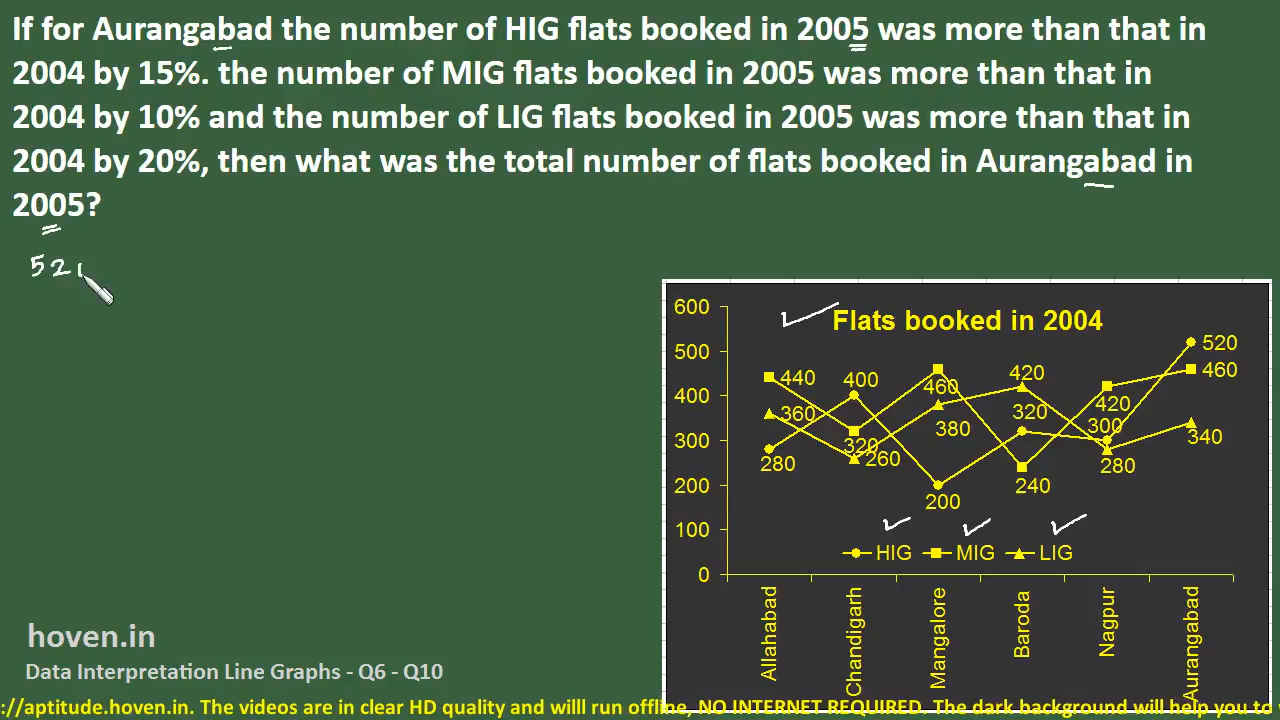 If for Aurangabad the number of HIG flats booked in 2005 was more than that in
2004 by 15%. the number of MIG flats booked in 2005 was more than that in
2004 by 10% and the number of LIG flats booked in 2005 was more than that in
2004 by 20%, then what was the total number of flats booked in Aurangabad in
2005?
52
Flats booked in 2004
600
500
400
300
200
100
0
440
360
280
400
320
260
460
380
200
420
320
240
420
300
280
520
460
340
HIG MIG LIG
Allahabad
Chandigarh
Mangalore
Baroda
Nagpur
Aurangabad
hoven.in
Data Interpretation Line Graphs - Q6 - Q10
://aptitude.hoven.in. The videos are in clear HD quality and willl run offline, NO INTERNET REQUIRED. The dark background will help you to